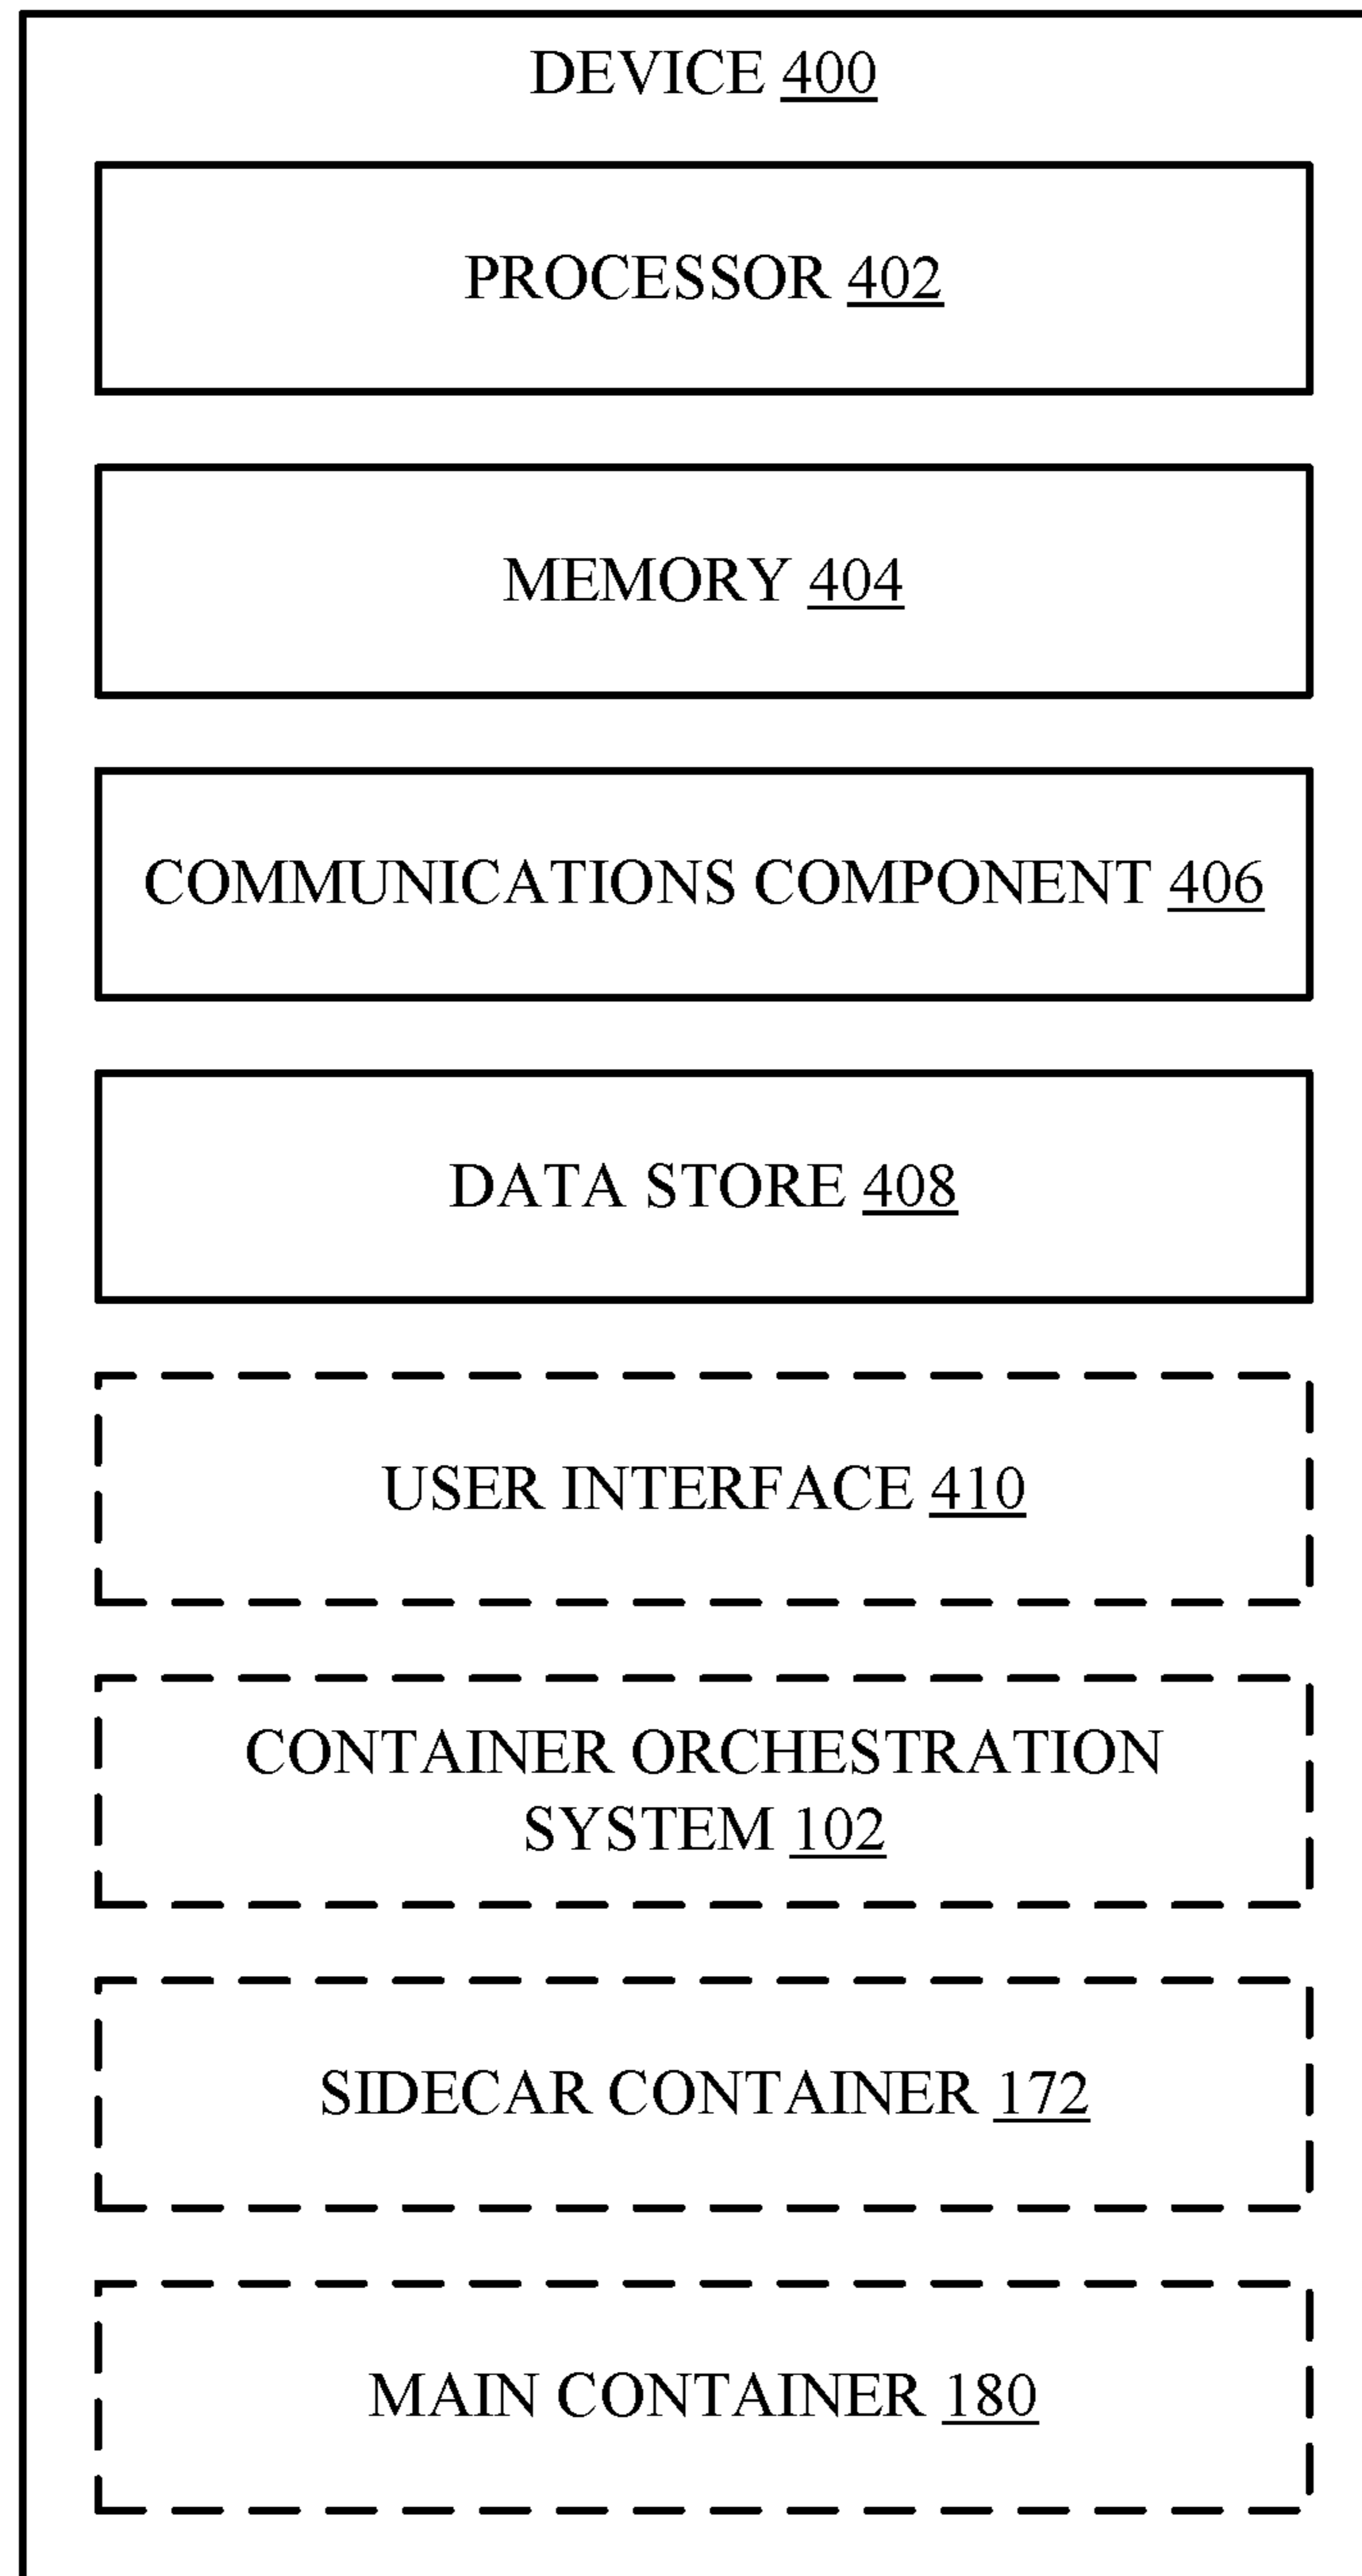 DEVICE 400
PROCESSOR 402
MEMORY 404
COMMUNICATIONS COMPONENT 406
DATA STORE 408
USER INTERFACE 410
CONTAINER ORCHESTRATION
SYSTEM 102
SIDECAR CONTAINER 172
MAIN CONTAINER 180